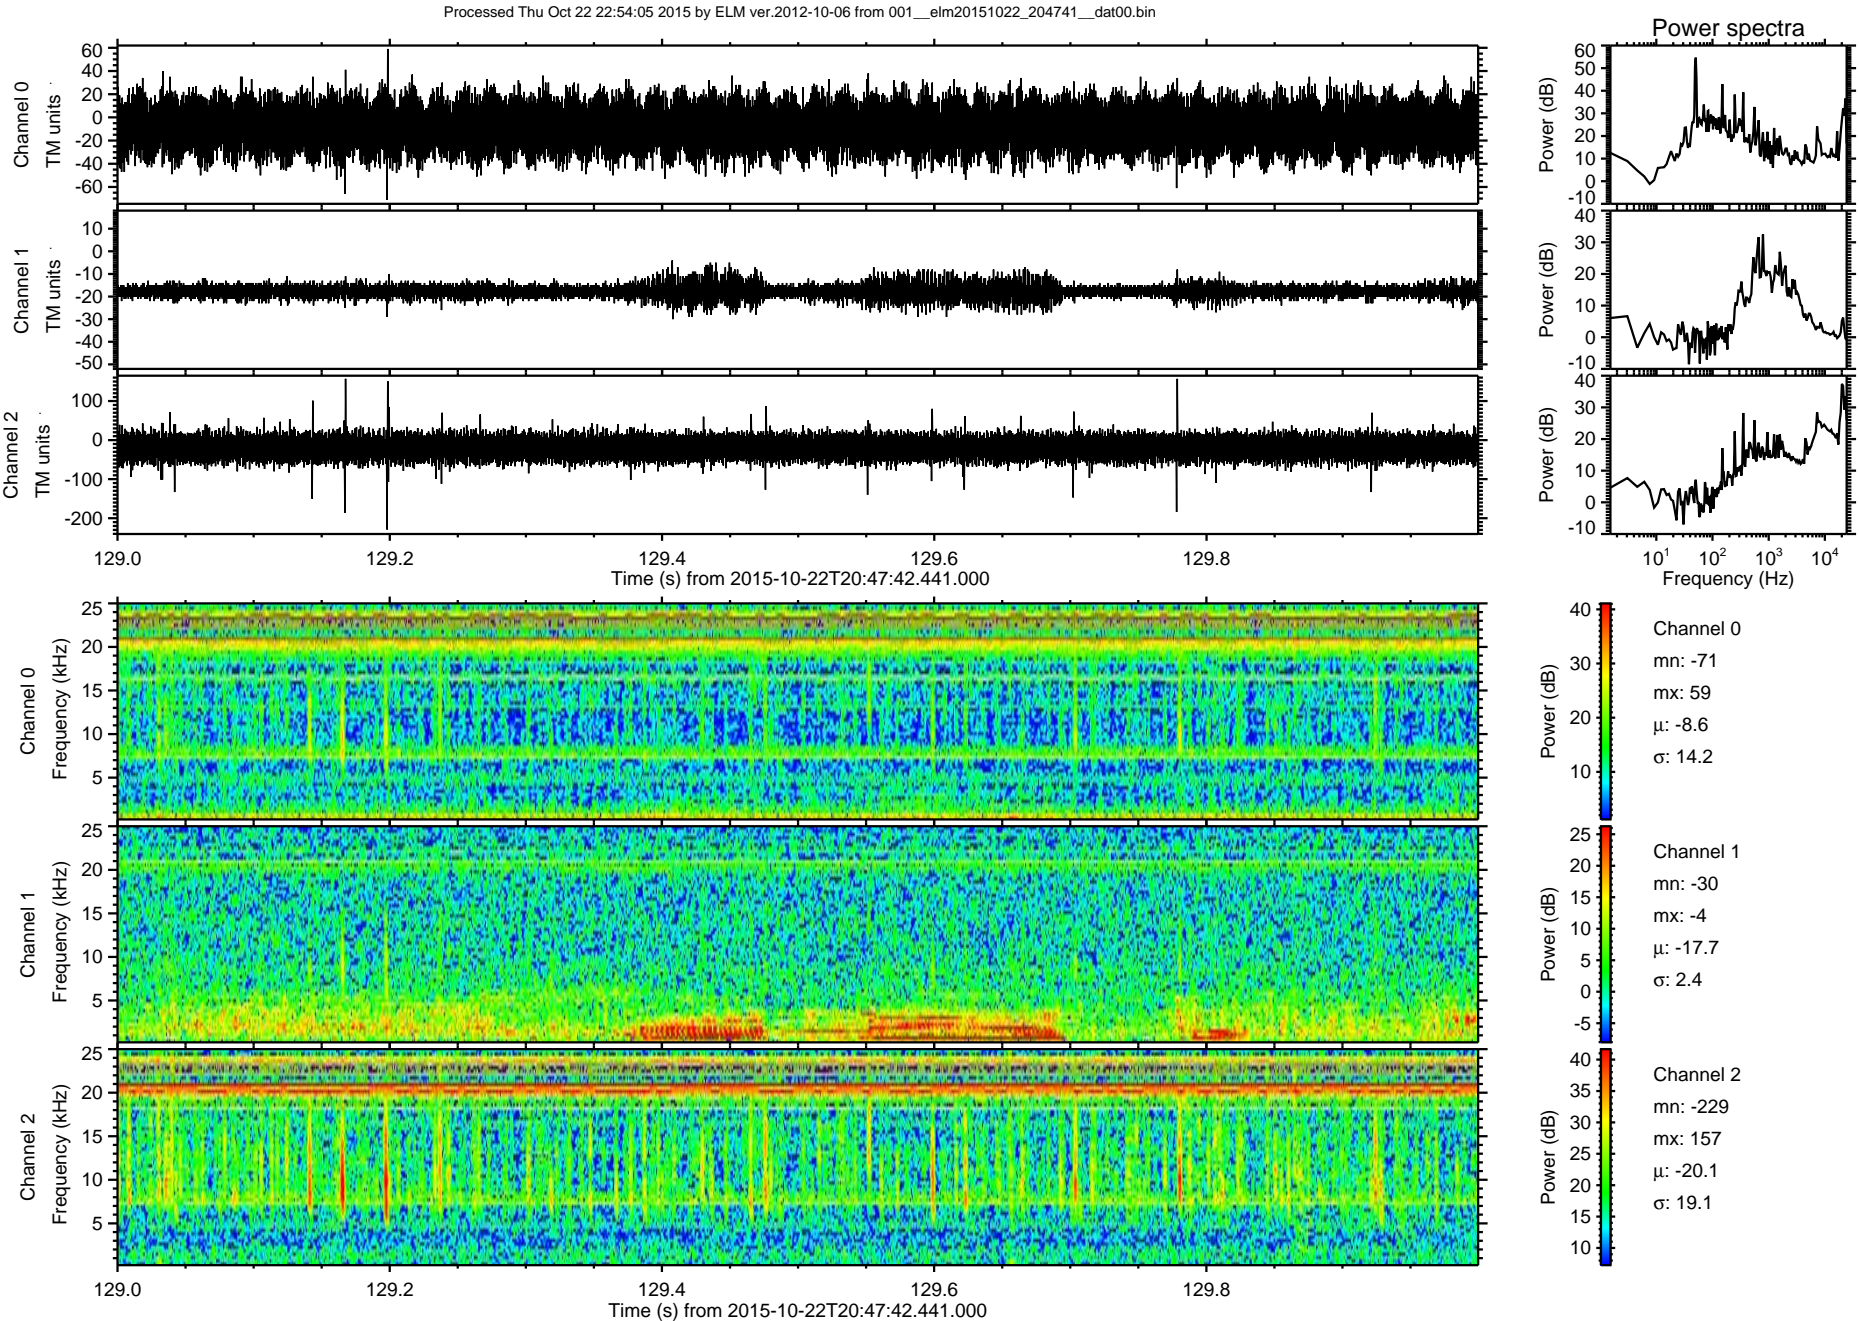 Processed Thu Oct 22 22:54:05 2015 by ELM ver.2012-10-06 from 001__elm20151022_204741__dat00.bin
Power spectra
Channel 0
TM units
60
40
20
0
-20
-40
-60
Power (dB)
60
50
40
30
20
10
0
-10
Channel 1
TM units
10
0
-10
-20
-30
-40
-50
Power (dB)
40
30
20
10
0
-10
Channel 2
TM units
100
0
-100
-200
Power (dB)
40
30
20
10
0
-10
129.0 129.2 129.4 129.6 129.8
Time (s) from 2015-10-22T20:47:42.441.000
10¹ 10² 10³ 10⁴
Frequency (Hz)
Channel 0
Frequency (kHz)
25
20
15
10
5
Power (dB)
40
30
20
10
Channel 0
mn: -71
mx: 59
µ: -8.6
σ: 14.2
Channel 1
Frequency (kHz)
25
20
15
10
5
Power (dB)
25
20
15
10
5
0
-5
Channel 1
mn: -30
mx: -4
µ: -17.7
σ: 2.4
Channel 2
Frequency (kHz)
25
20
15
10
5
Power (dB)
40
35
30
25
20
15
10
Channel 2
mn: -229
mx: 157
µ: -20.1
σ: 19.1
129.0 129.2 129.4 129.6 129.8
Time (s) from 2015-10-22T20:47:42.441.000